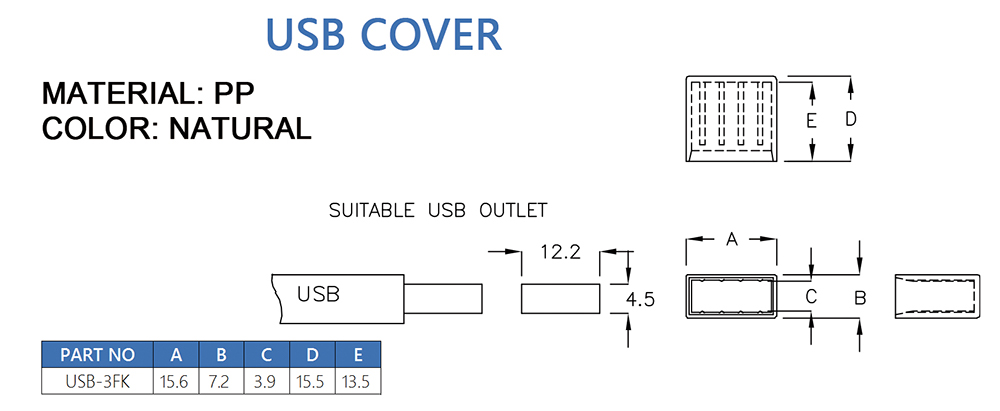 USB COVER
MATERIAL: PP
COLOR: NATURAL
E
D
SUITABLE USB OUTLET
12.2
A
USB
4.5
C
B
PART NO A B C D E
USB-3FK 15.6 7.2 3.9 15.5 13.5